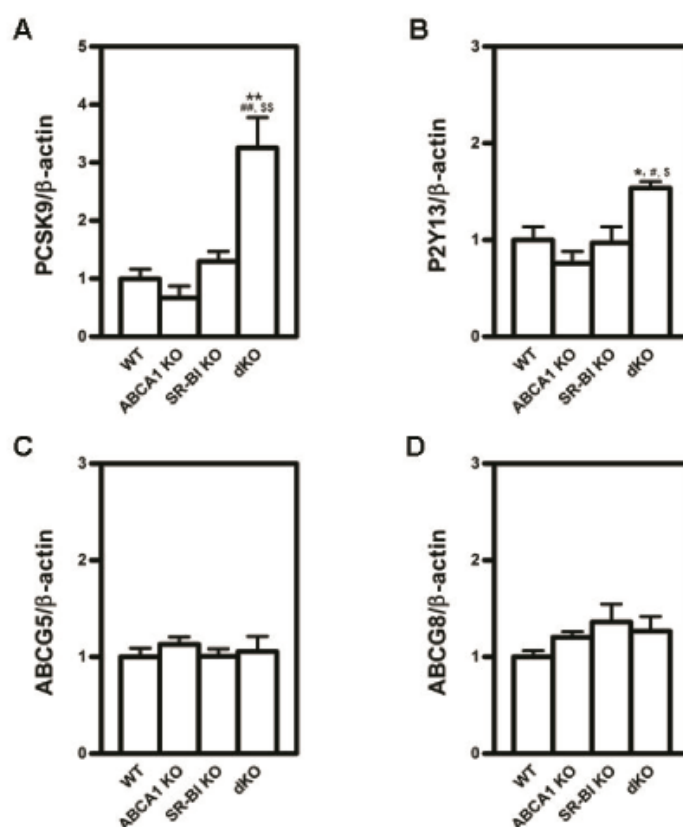 A
PCSK9/β-actin
5
4
3
2
1
0
**
##, $$
WT
ABCA1 KO
SR-BI KO
dKO
B
P2Y13/β-actin
3
2
1
0
*, #, $
WT
ABCA1 KO
SR-BI KO
dKO
C
ABCG5/β-actin
3
2
1
0
WT
ABCA1 KO
SR-BI KO
dKO
D
ABCG8/β-actin
3
2
1
0
WT
ABCA1 KO
SR-BI KO
dKO